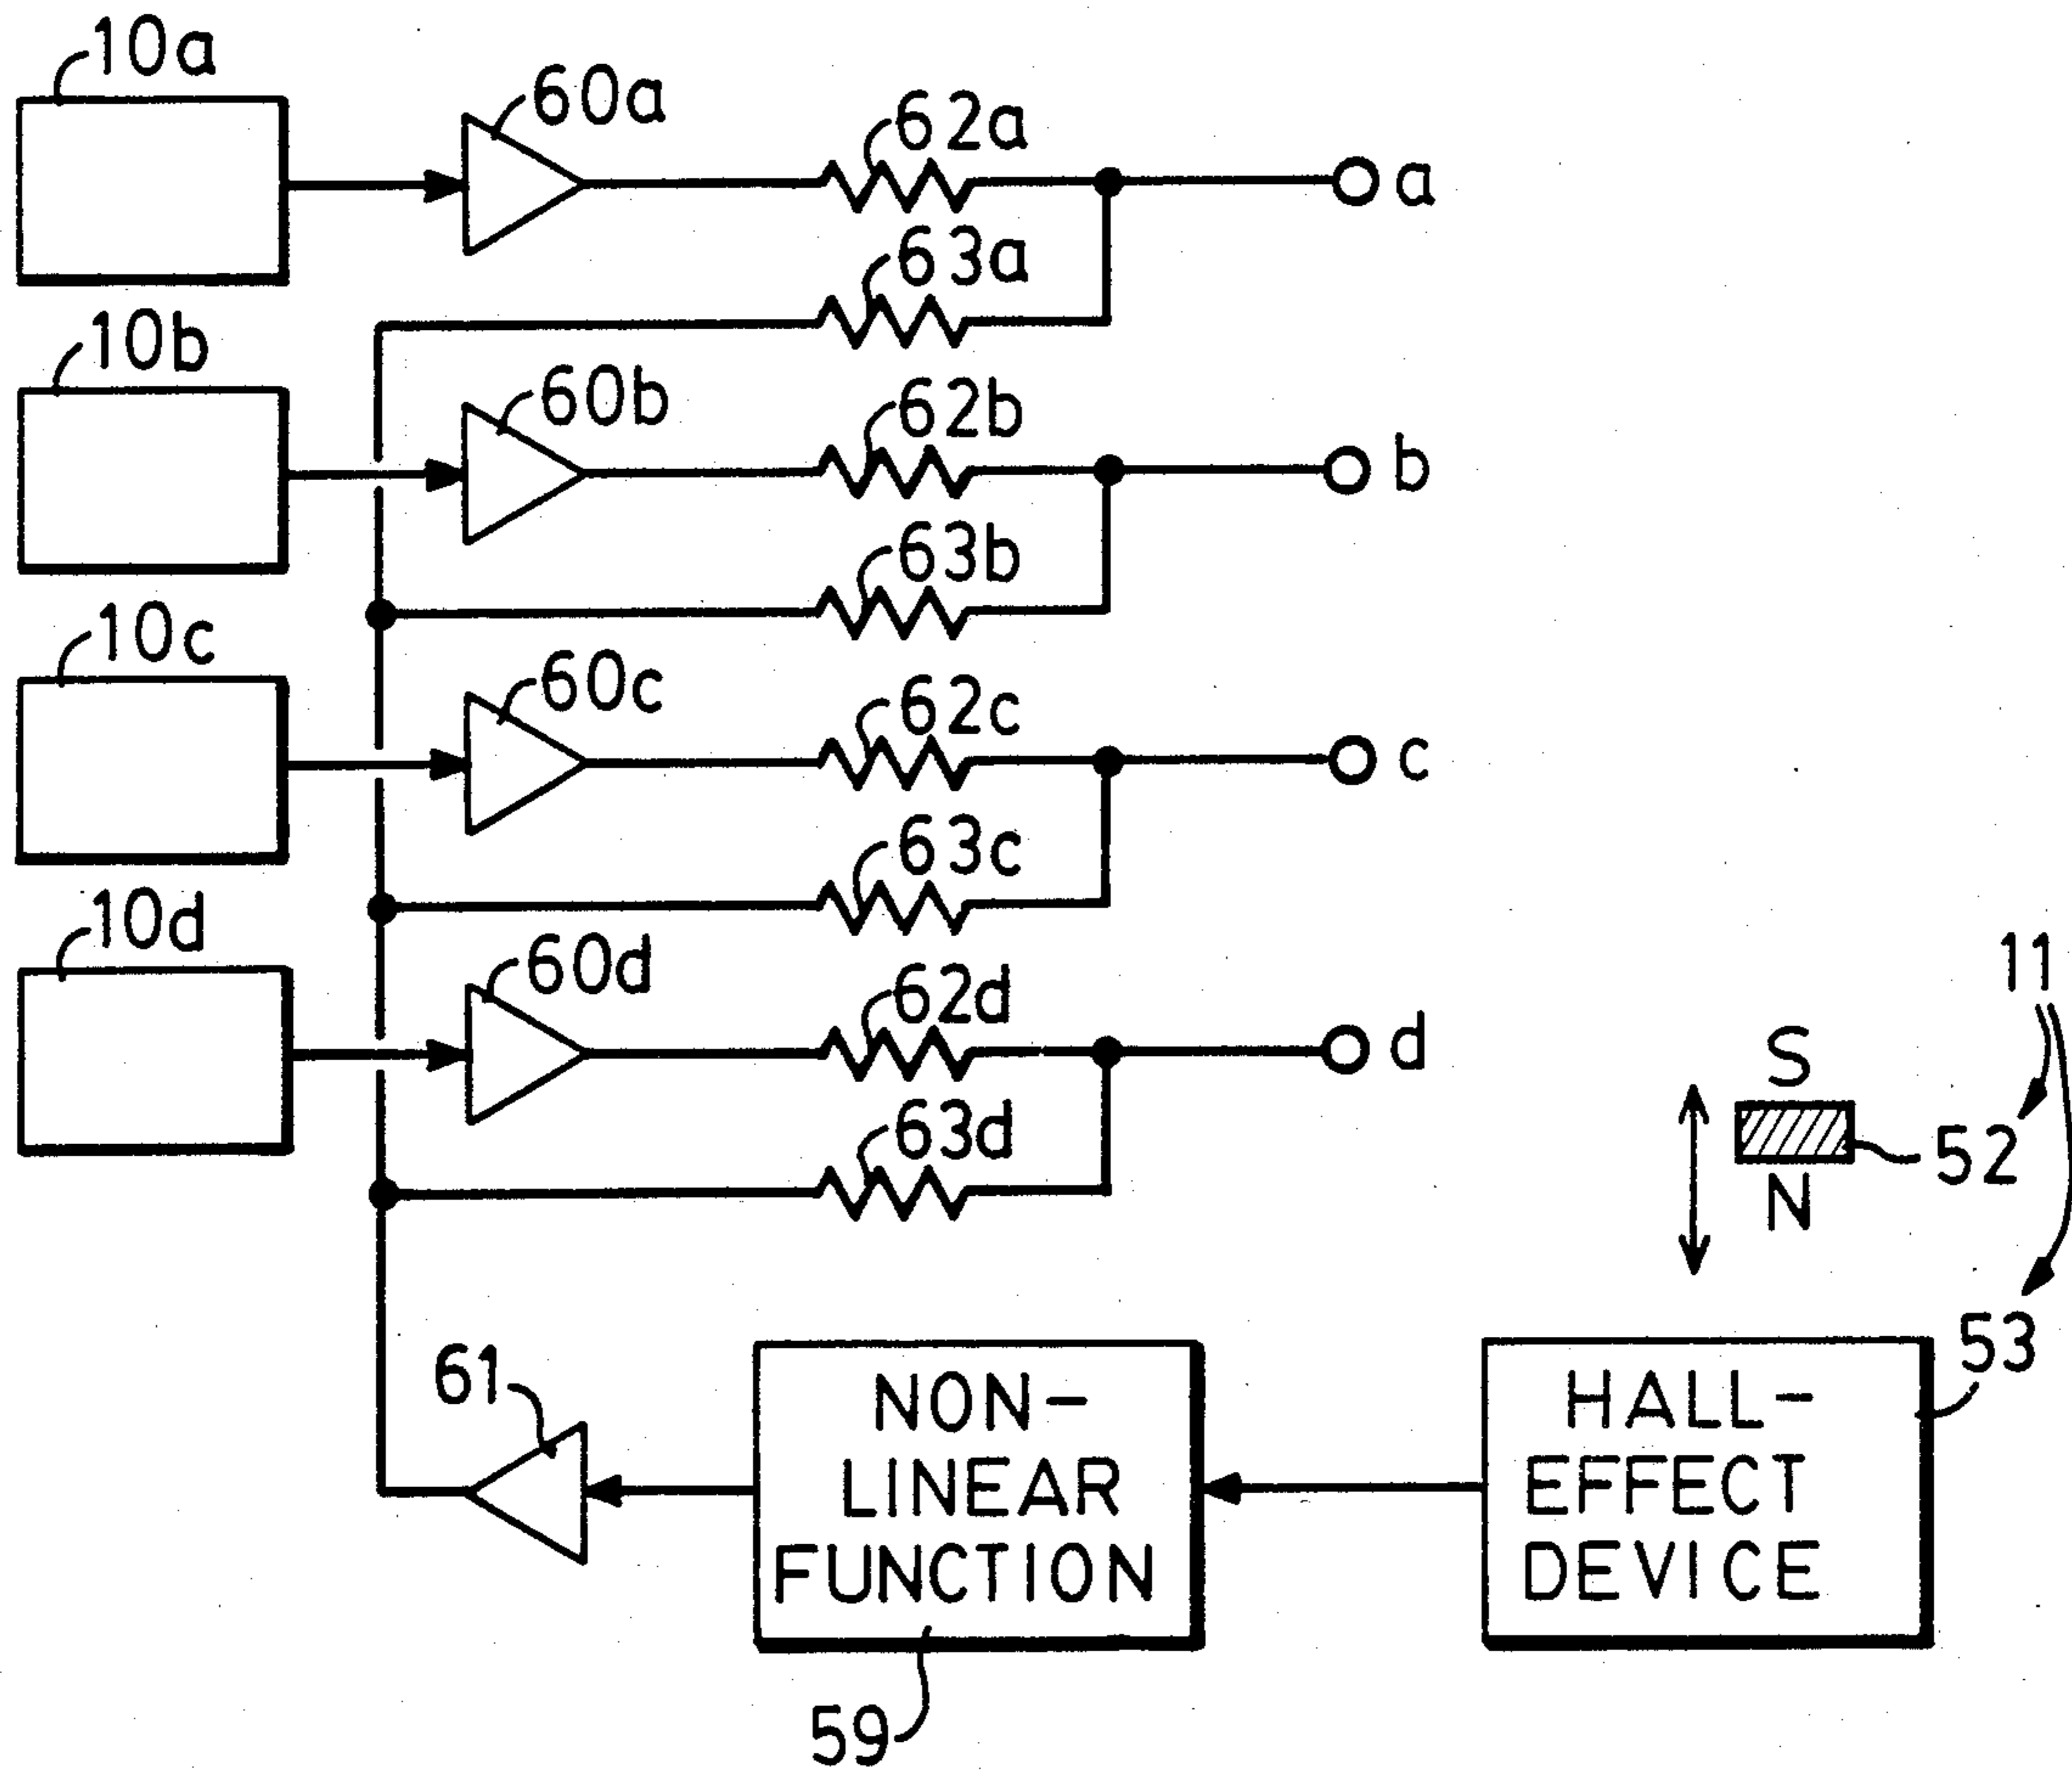 10a
60a
62a
a
63a
10b
60b
62b
b
63b
10c
60c
62c
c
63c
10d
60d
62d
d
63d
11
S
52
N
53
61
NON-
LINEAR
FUNCTION
HALL-
EFFECT
DEVICE
59